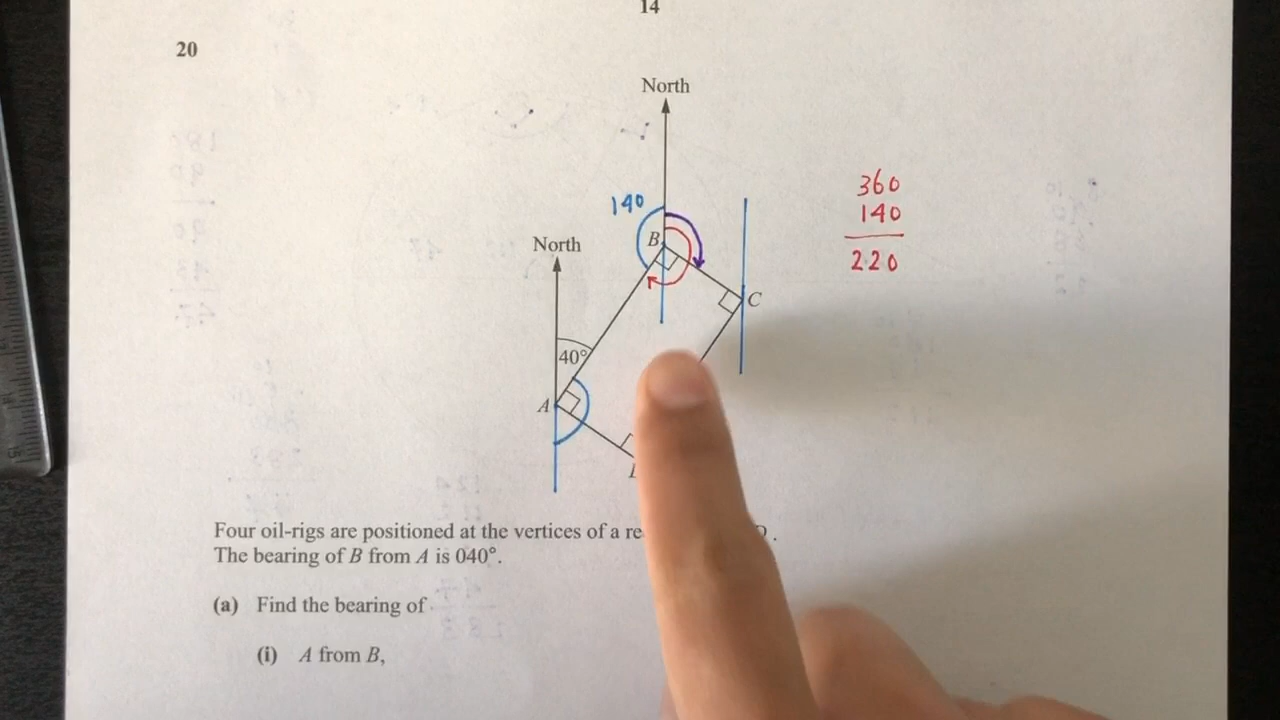 14
20
North
140
360
140
220
B
North
C
40°
A
Four oil-rigs are positioned at the vertices of a
The bearing of B from A is 040°.
(a) Find the bearing of
(i) A from B,